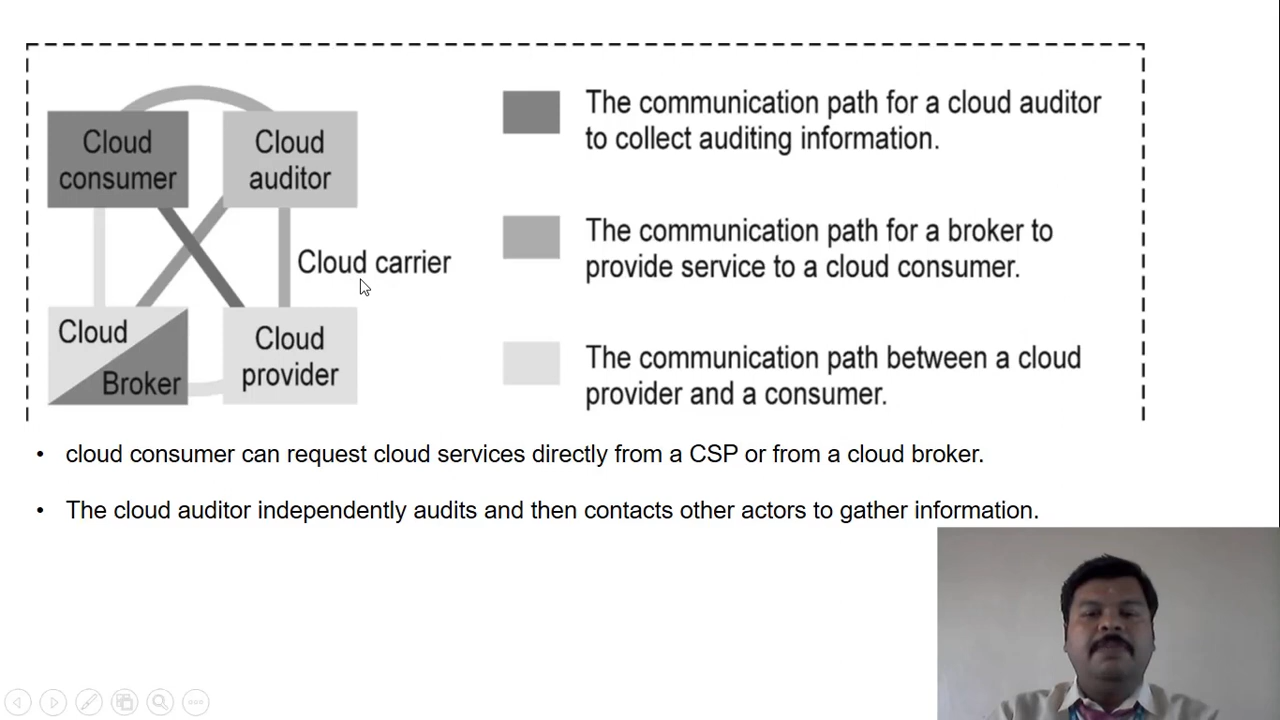 Cloud
consumer
Cloud
auditor
Cloud carrier
Cloud
Broker
Cloud
provider
The communication path for a cloud auditor
to collect auditing information.
The communication path for a broker to
provide service to a cloud consumer.
The communication path between a cloud
provider and a consumer.
• cloud consumer can request cloud services directly from a CSP or from a cloud broker.
• The cloud auditor independently audits and then contacts other actors to gather information.